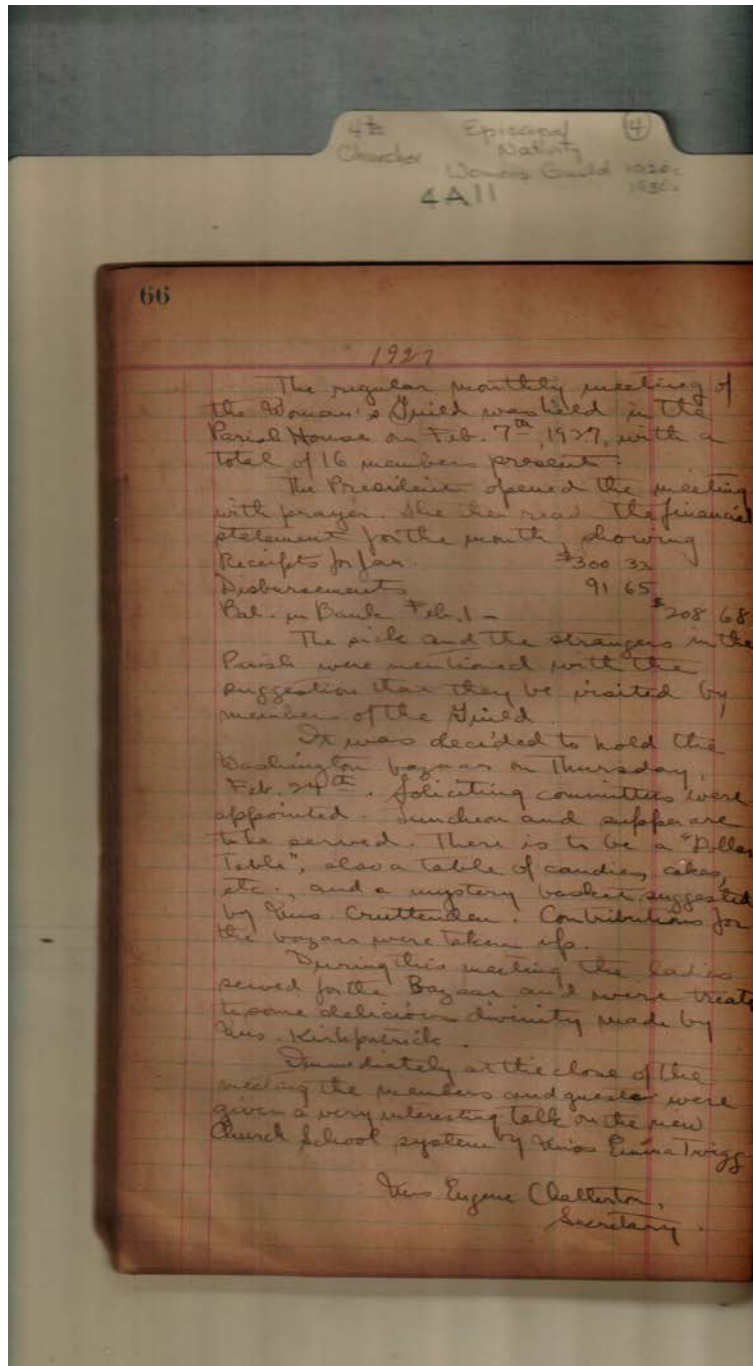 4th Episcopal ④
Churches Nativity
Womens Guild 1920s
1930s
4A11
66
1927
The regular monthly meeting of
the Woman's Guild was held in the
Parish House on Feb. 7th, 1927, with a
total of 16 members present.
The President opened the meeting
with prayer. She then read the financial
statement for the month, showing
Receipts for Jan. $300 33
Disbursements 91 65
Bal. in Bank Feb. 1 - $208 68
The sick and the strangers in the
Parish were mentioned with the
suggestion that they be visited by
members of the Guild.
It was decided to hold the
Washington bazaar on Thursday,
Feb. 24th. Soliciting committees were
appointed. Luncheon and supper are
to be served. There is to be a "Dollar
Table", also a table of candies, cakes,
etc., and a mystery basket suggested
by Mrs. Cruttenden. Contributions for
the bazaar were taken up.
During this meeting the ladies
sewed for the Bazaar and were treated
to some delicious divinity made by
Mrs. Kirkpatrick.
Immediately at the close of the
meeting the members and guests were
given a very interesting talk on the new
Church School system by Miss Emma Twigg
Mrs Eugene Chatterton,
Secretary.